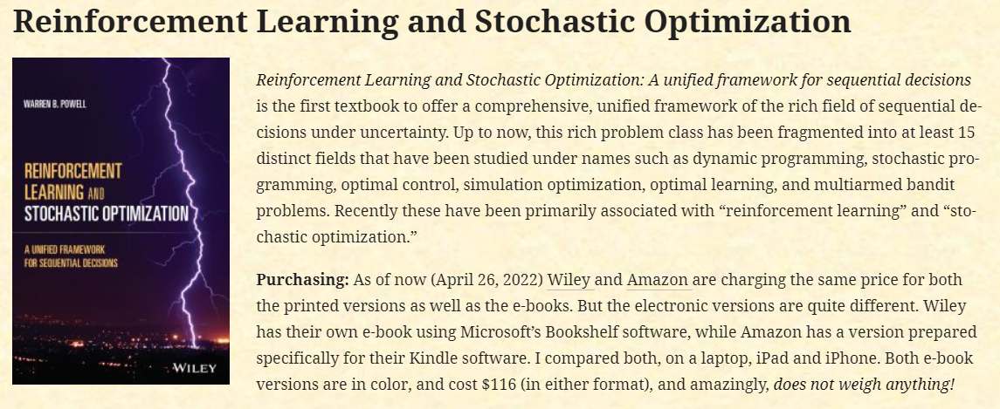 Reinforcement Learning and Stochastic Optimization
WARREN B. POWELL
REINFORCEMENT
LEARNING AND
STOCHASTIC OPTIMIZATION
A UNIFIED FRAMEWORK
FOR SEQUENTIAL DECISIONS
WILEY
Reinforcement Learning and Stochastic Optimization: A unified framework for sequential decisions
is the first textbook to offer a comprehensive, unified framework of the rich field of sequential de-
cisions under uncertainty. Up to now, this rich problem class has been fragmented into at least 15
distinct fields that have been studied under names such as dynamic programming, stochastic pro-
gramming, optimal control, simulation optimization, optimal learning, and multiarmed bandit
problems. Recently these have been primarily associated with “reinforcement learning” and “sto-
chastic optimization.”
Purchasing: As of now (April 26, 2022) Wiley and Amazon are charging the same price for both
the printed versions as well as the e-books. But the electronic versions are quite different. Wiley
has their own e-book using Microsoft’s Bookshelf software, while Amazon has a version prepared
specifically for their Kindle software. I compared both, on a laptop, iPad and iPhone. Both e-book
versions are in color, and cost $116 (in either format), and amazingly, does not weigh anything!